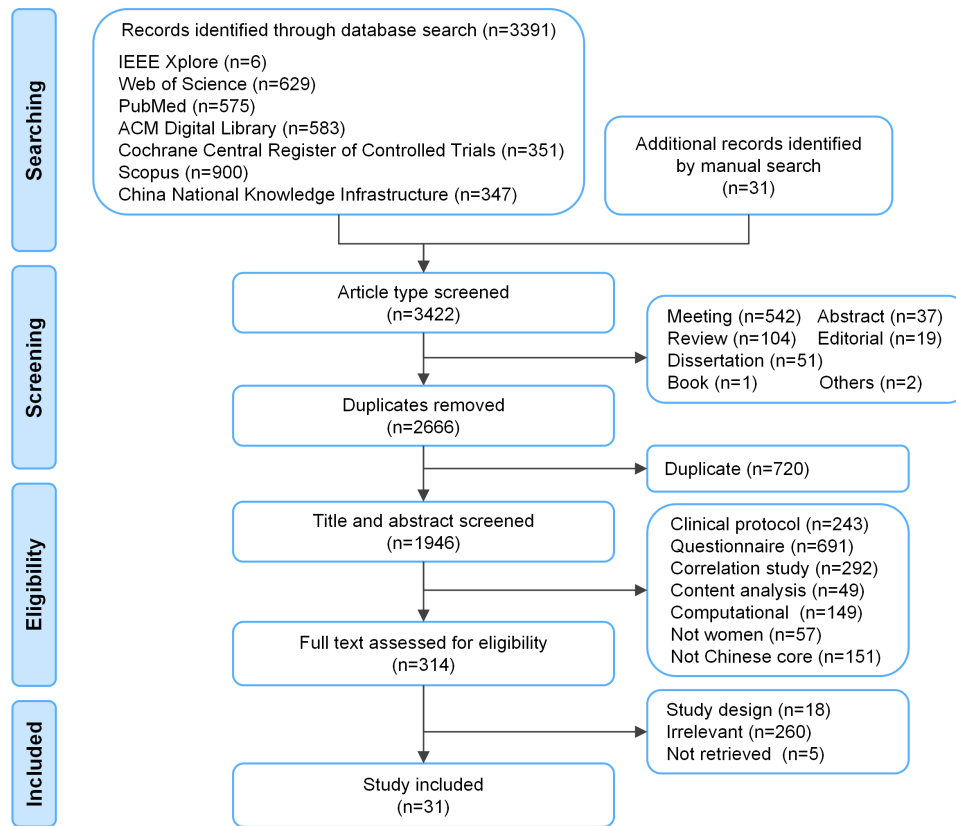 Searching
Records identified through database search (n=3391)
IEEE Xplore (n=6)
Web of Science (n=629)
PubMed (n=575)
ACM Digital Library (n=583)
Cochrane Central Register of Controlled Trials (n=351)
Scopus (n=900)
China National Knowledge Infrastructure (n=347)
Additional records identified
by manual search
(n=31)
Screening
Article type screened
(n=3422)
Meeting (n=542) Abstract (n=37)
Review (n=104) Editorial (n=19)
Dissertation (n=51)
Book (n=1) Others (n=2)
Duplicates removed
(n=2666)
Duplicate (n=720)
Eligibility
Title and abstract screened
(n=1946)
Clinical protocol (n=243)
Questionnaire (n=691)
Correlation study (n=292)
Content analysis (n=49)
Computational (n=149)
Not women (n=57)
Not Chinese core (n=151)
Full text assessed for eligibility
(n=314)
Included
Study design (n=18)
Irrelevant (n=260)
Not retrieved (n=5)
Study included
(n=31)